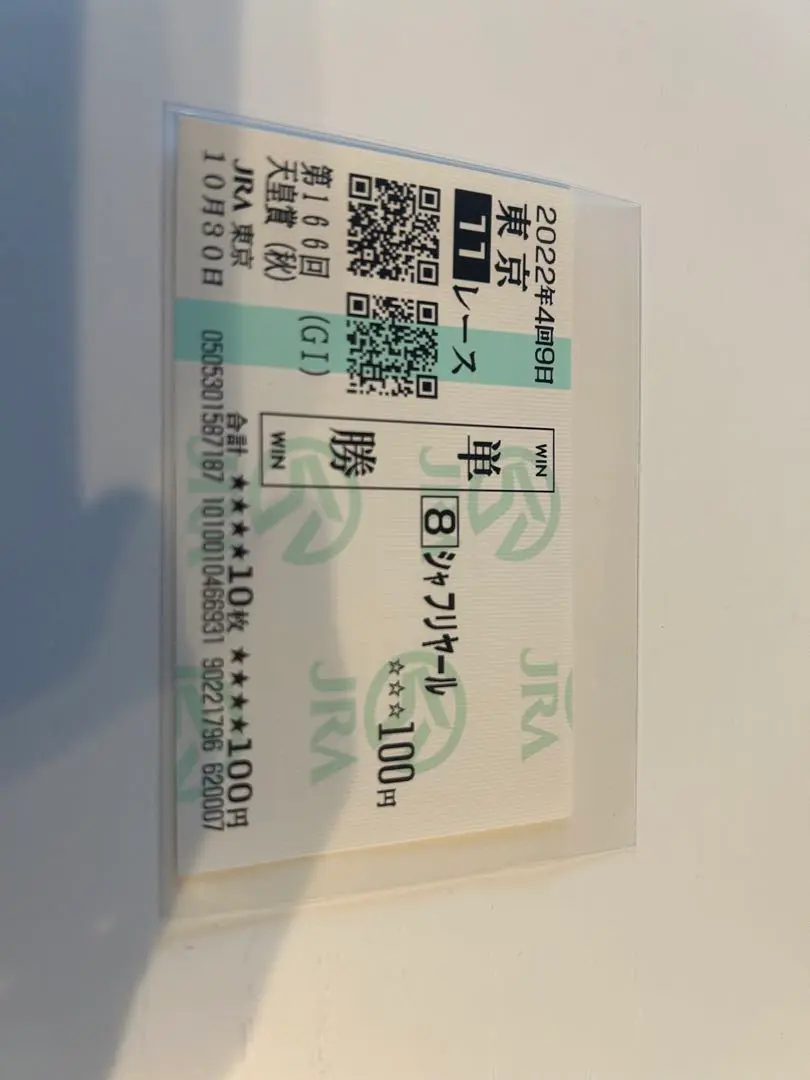 2022年4回9日
東京
11レース
第166回
天皇賞(秋)
(GI)
JRA 東京
10月30日
WIN
単
勝
WIN
8 シャフリヤール
☆☆☆100円
合計 ★★★★10枚 ★★★★100円
0505301587187 1010010466931 90221796 620007
JRA
JRA
JRA
JRA